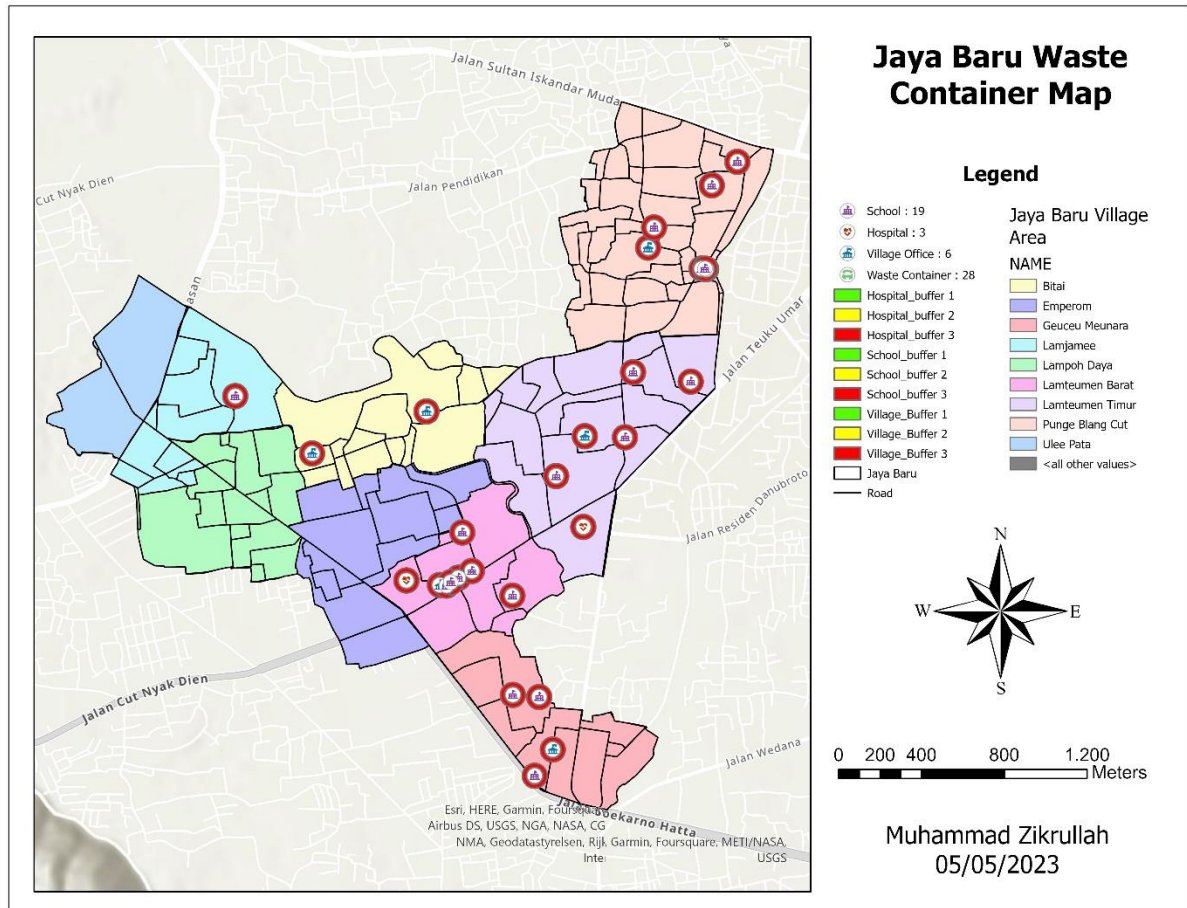 Jalan Sultan Iskandar Muda
Cut Nyak Dien
Jalan Pendidikan
asan
Jalan Teuku Umar
Jalan Residen Danubroto
Jalan Cut Nyak Dien
Jalan Wedana
Jalan Soekarno Hatta
Esri, HERE, Garmin, Foursquare
Airbus DS, USGS, NGA, NASA, CG
NMA, Geodatastyrelsen, Rijk Garmin, Foursquare, METI/NASA,
Inte USGS
Jaya Baru Waste
Container Map
Legend
School : 19
Hospital : 3
Village Office : 6
Waste Container : 28
Hospital_buffer 1
Hospital_buffer 2
Hospital_buffer 3
School_buffer 1
School_buffer 2
School_buffer 3
Village_Buffer 1
Village_Buffer 2
Village_Buffer 3
Jaya Baru
Road
Jaya Baru Village
Area
NAME
Bitai
Emperom
Geuceu Meunara
Lamjamee
Lampoh Daya
Lamteumen Barat
Lamteumen Timur
Punge Blang Cut
Ulee Pata
<all other values>
N
W
E
S
0 200 400 800 1.200
Meters
Muhammad Zikrullah
05/05/2023